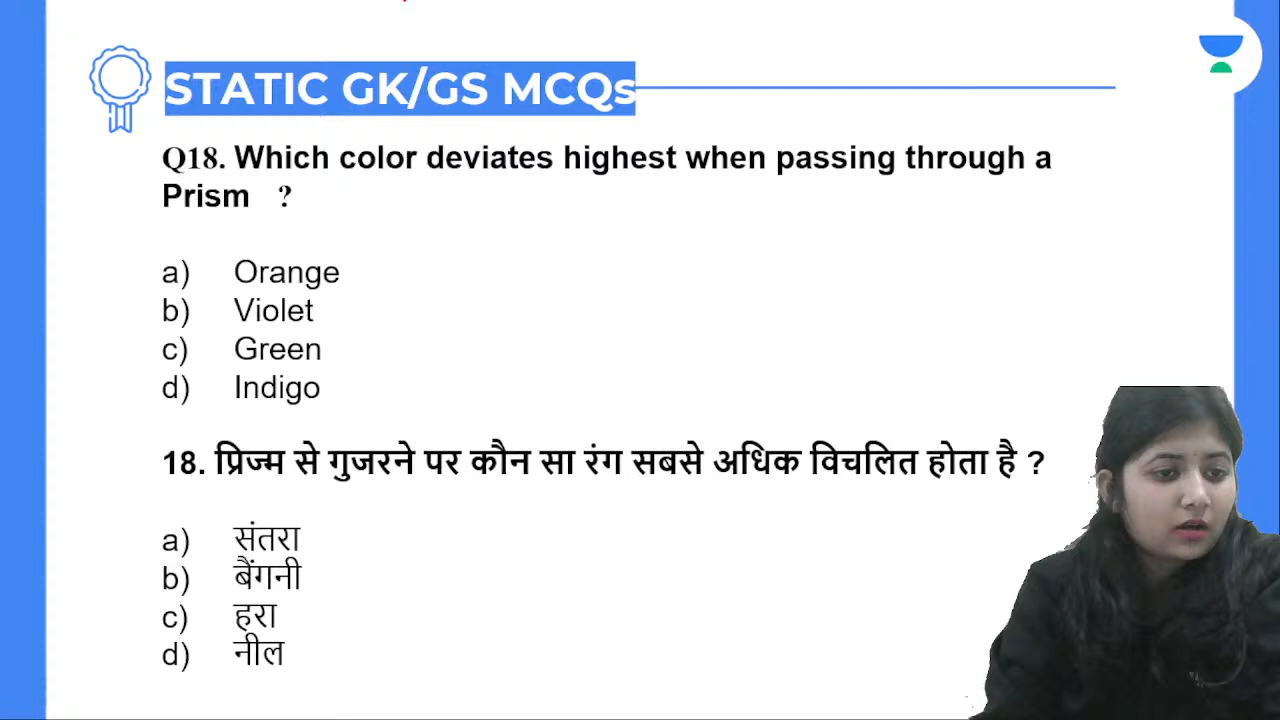 STATIC GK/GS MCQs
Q18. Which color deviates highest when passing through a
Prism ?
a) Orange
b) Violet
c) Green
d) Indigo
18. प्रिज्म से गुजरने पर कौन सा रंग सबसे अधिक विचलित होता है ?
a) संतरा
b) बैंगनी
c) हरा
d) नील